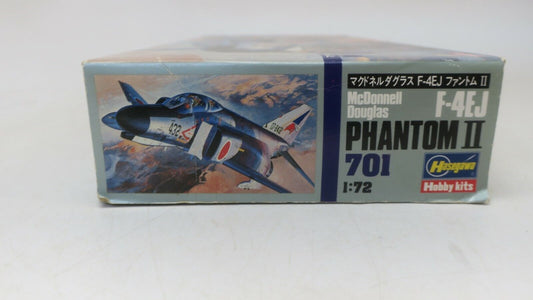 マクドネルダグラス F-4EJ ファントム II
McDonnell
Douglas
F-4EJ
PHANTOM II
701
1:72
Hasegawa
Hobby kits
432